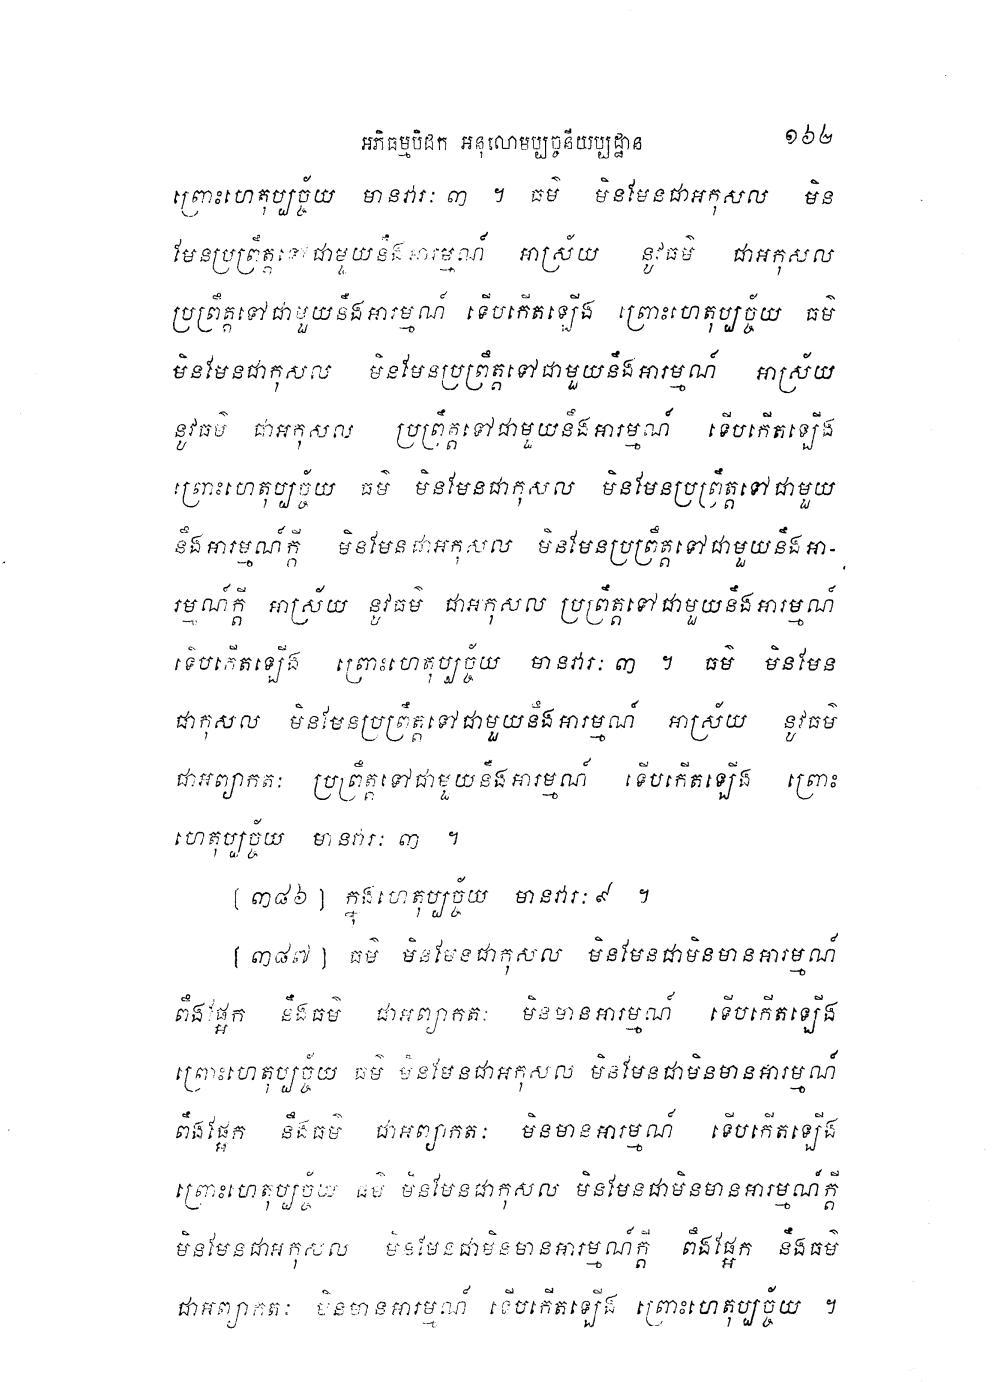 អភិធម្មបិដក អនុលោមប្បច្ចនីយប្បដ្ឋាន ១៦២
ព្រោះហេតុប្បច្ច័យ មានវារៈ ៣ ។ ធម៌ មិនមែនជាអកុសល មិន
មែនប្រព្រឹត្តទៅជាមួយនឹងអារម្មណ៍ អាស្រ័យ នូវធម៌ ជាអកុសល
ប្រព្រឹត្តទៅជាមួយនឹងអារម្មណ៍ ទើបកើតឡើង ព្រោះហេតុប្បច្ច័យ ធម៌
មិនមែនជាកុសល មិនមែនប្រព្រឹត្តទៅជាមួយនឹងអារម្មណ៍ អាស្រ័យ
នូវធម៌ ជាអកុសល ប្រព្រឹត្តទៅជាមួយនឹងអារម្មណ៍ ទើបកើតឡើង
ព្រោះហេតុប្បច្ច័យ ធម៌ មិនមែនជាកុសល មិនមែនប្រព្រឹត្តទៅជាមួយ
នឹងអារម្មណ៍ក្តី មិនមែនជាអកុសល មិនមែនប្រព្រឹត្តទៅជាមួយនឹងអា-
រម្មណ៍ក្តី អាស្រ័យ នូវធម៌ ជាអកុសល ប្រព្រឹត្តទៅជាមួយនឹងអារម្មណ៍
ទើបកើតឡើង ព្រោះហេតុប្បច្ច័យ មានវារៈ ៣ ។ ធម៌ មិនមែន
ជាកុសល មិនមែនប្រព្រឹត្តទៅជាមួយនឹងអារម្មណ៍ អាស្រ័យ នូវធម៌
ជាអព្យាកតៈ ប្រព្រឹត្តទៅជាមួយនឹងអារម្មណ៍ ទើបកើតឡើង ព្រោះ
ហេតុប្បច្ច័យ មានវារៈ ៣ ។
[ ៣៨៦ ] ក្នុងហេតុប្បច្ច័យ មានវារៈ ៩ ។
[ ៣៨៧ ] ធម៌ មិនមែនជាកុសល មិនមែនជាមិនមានអារម្មណ៍
ពឹងផ្អែក នឹងធម៌ ជាអព្យាកតៈ មិនមានអារម្មណ៍ ទើបកើតឡើង
ព្រោះហេតុប្បច្ច័យ ធម៌ មិនមែនជាអកុសល មិនមែនជាមិនមានអារម្មណ៍
ពឹងផ្អែក នឹងធម៌ ជាអព្យាកតៈ មិនមានអារម្មណ៍ ទើបកើតឡើង
ព្រោះហេតុប្បច្ច័យ ធម៌ មិនមែនជាកុសល មិនមែនជាមិនមានអារម្មណ៍ក្តី
មិនមែនជាអកុសល មិនមែនជាមិនមានអារម្មណ៍ក្តី ពឹងផ្អែក នឹងធម៌
ជាអព្យាកតៈ មិនមានអារម្មណ៍ ទើបកើតឡើង ព្រោះហេតុប្បច្ច័យ ។